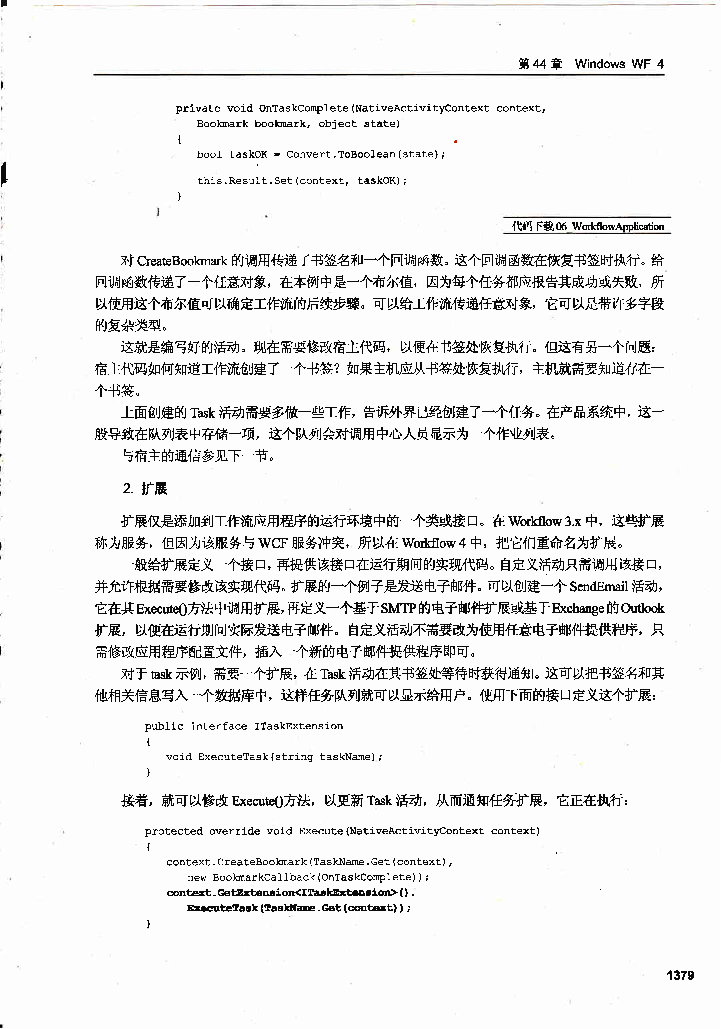 第 44 章 Windows WF 4
private void OnTaskComplete(NativeActivityContext context,
Bookmark bookmark, object state)
{
bool taskOK = Convert.ToBoolean(state);
this.Result.Set(context, taskOK);
}
}
代码下载 06_WorkflowApplication
对 CreateBookmark 的调用传递了书签名和一个回调函数。这个回调函数在恢复书签时执行。给
回调函数传递了一个任意对象，在本例中是一个布尔值，因为每个任务都应报告其成功或失败，所
以使用这个布尔值可以确定工作流的后续步骤。可以给工作流传递任意对象，它可以是带许多字段
的复杂类型。
这就是编写好的活动。现在需要修改宿主代码，以便在书签处恢复执行。但这有另一个问题：
宿主代码如何知道工作流创建了一个书签？如果主机应从书签处恢复执行，主机就需要知道存在一
个书签。
上面创建的 Task 活动需要多做一些工作，告诉外界已经创建了一个任务。在产品系统中，这一
般导致在队列表中存储一项，这个队列会对调用中心人员显示为一个作业列表。
与宿主的通信参见下一节。
2. 扩展
扩展仅是添加到工作流应用程序的运行环境中的一个类或接口。在 Workflow 3.x 中，这些扩展
称为服务，但因为该服务与 WCF 服务冲突，所以在 Workflow 4 中，把它们重命名为扩展。
一般给扩展定义一个接口，再提供该接口在运行期间的实现代码。自定义活动只需调用该接口，
并允许根据需要修改该实现代码。扩展的一个例子是发送电子邮件。可以创建一个 SendEmail 活动，
它在其 Execute()方法中调用扩展，再定义一个基于 SMTP 的电子邮件扩展或基于 Exchange 的 Outlook
扩展，以便在运行期间实际发送电子邮件。自定义活动不需要改为使用任意电子邮件提供程序，只
需修改应用程序配置文件，插入一个新的电子邮件提供程序即可。
对于 task 示例，需要一个扩展，在 Task 活动在其书签处等待时获得通知。这可以把书签名和其
他相关信息写入一个数据库中，这样任务队列就可以显示给用户。使用下面的接口定义这个扩展：
public interface ITaskExtension
{
void ExecuteTask(string taskName);
}
接着，就可以修改 Execute()方法，以更新 Task 活动，从而通知任务扩展，它正在执行：
protected override void Execute(NativeActivityContext context)
{
context.CreateBookmark(TaskName.Get(context),
new BookmarkCallback(OnTaskComplete));
context.GetExtension<ITaskExtension>().
ExecuteTask(TaskName.Get(context));
}
1379